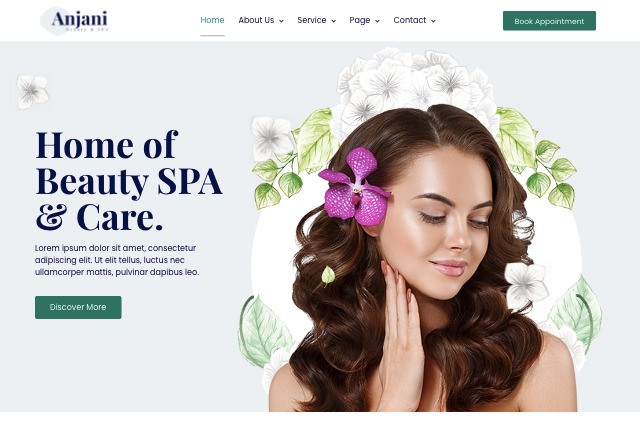 Anjani
Beauty & Spa
Home
About Us
Service
Page
Contact
Book Appointment
Home of
Beauty SPA
& Care.
Lorem ipsum dolor sit amet, consectetur
adipiscing elit. Ut elit tellus, luctus nec
ullamcorper mattis, pulvinar dapibus leo.
Discover More